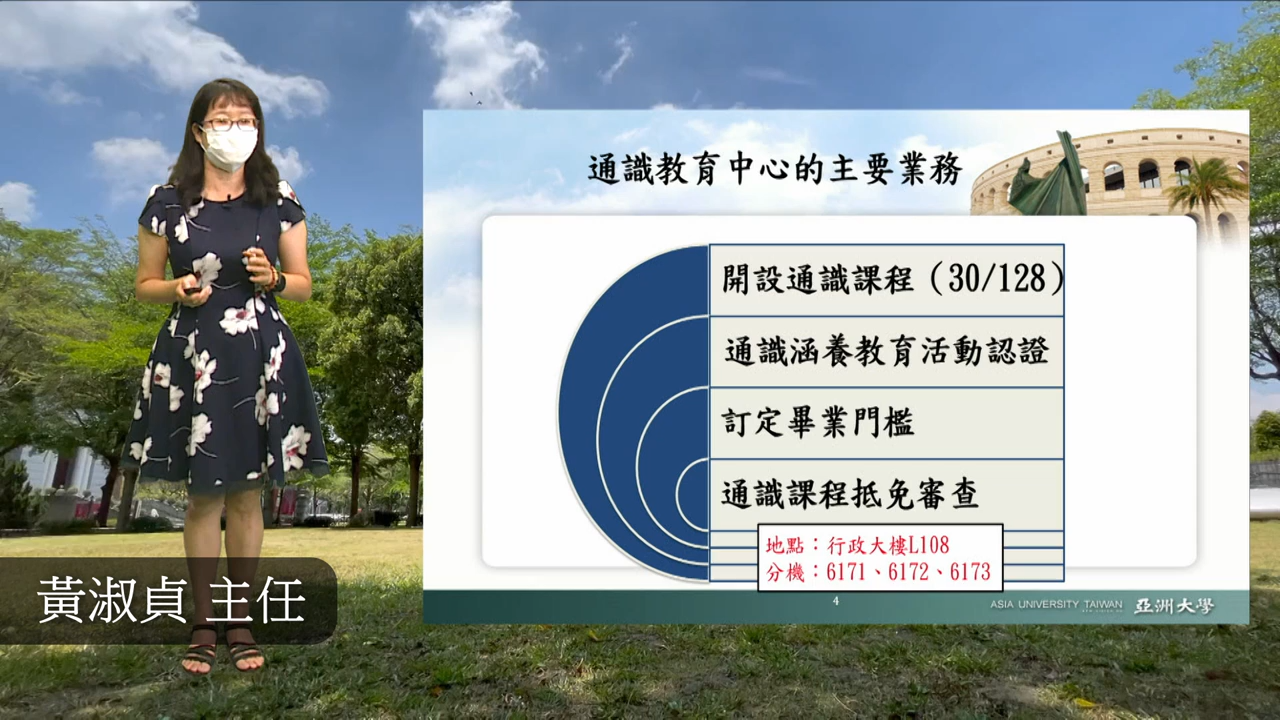 通識教育中心的主要業務
開設通識課程（30/128）
通識涵養教育活動認證
訂定畢業門檻
通識課程抵免審查
地點：行政大樓L108
分機：6171、6172、6173
4
ASIA UNIVERSITY TAIWAN 亞洲大學
黃淑貞 主任